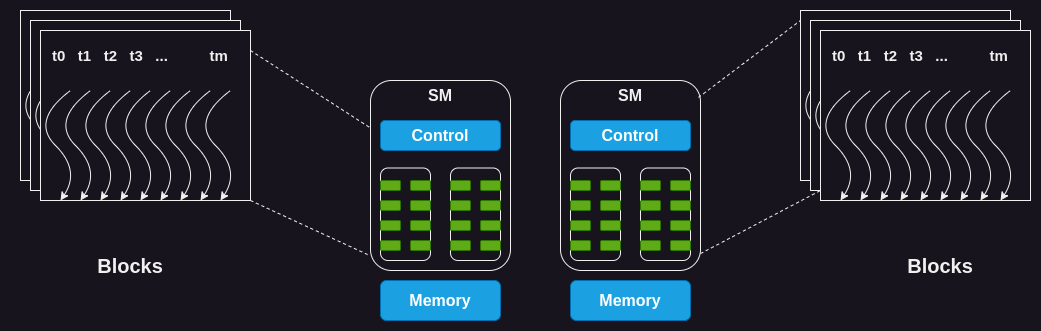 t0 t1 t2 t3 ... tm
Blocks
SM
Control
Memory
SM
Control
Memory
t0 t1 t2 t3 ... tm
Blocks